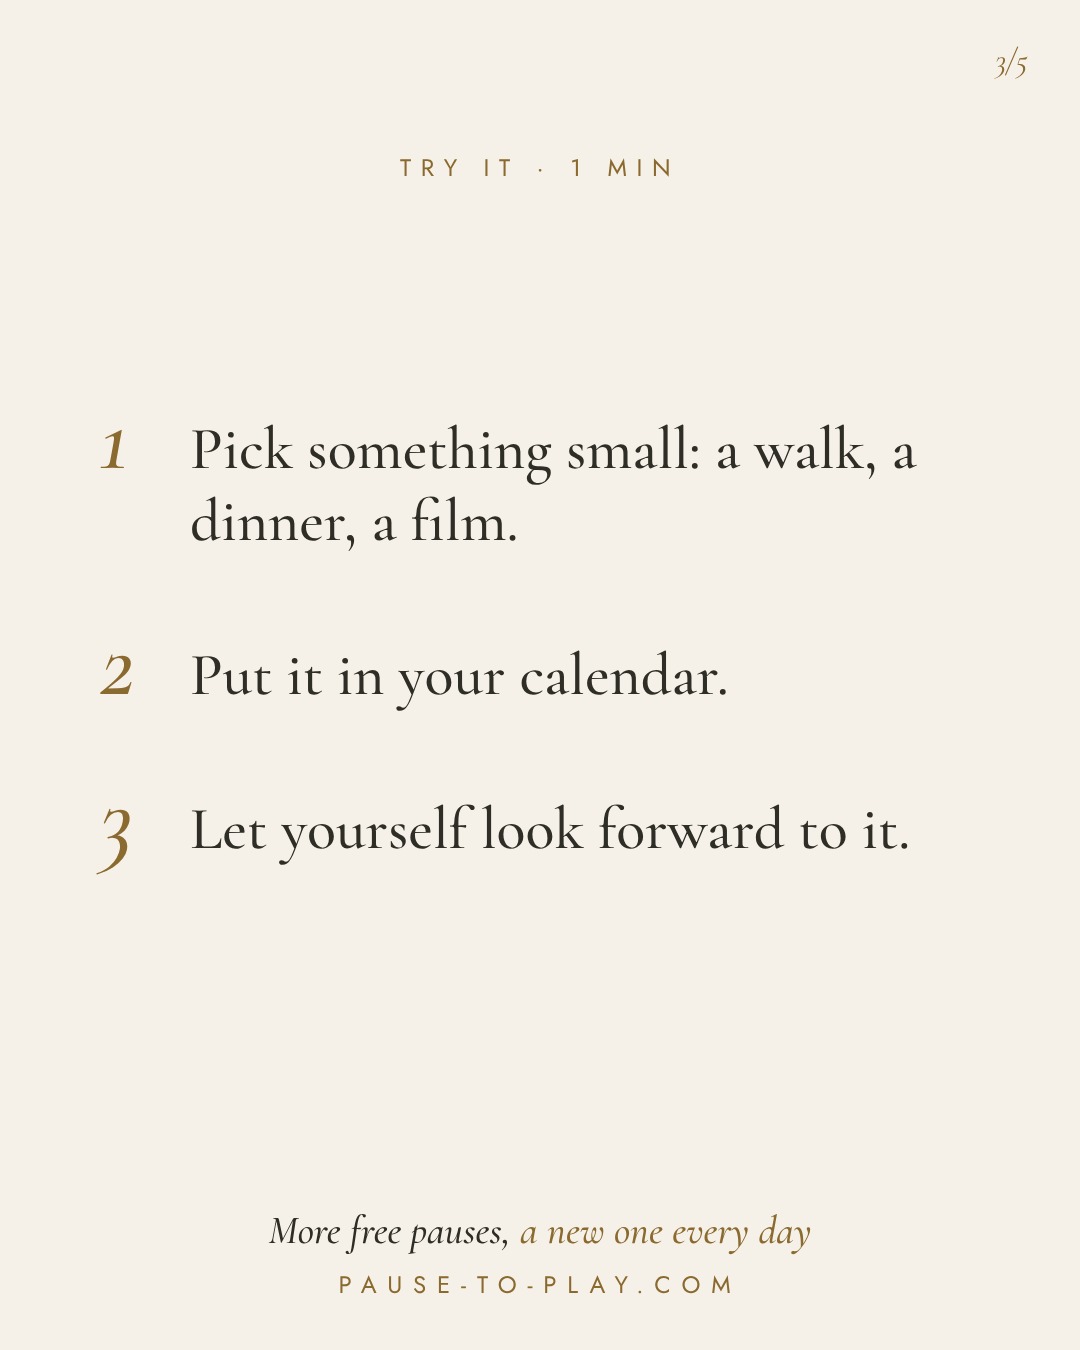 3/5
TRY IT · 1 MIN
1 Pick something small: a walk, a
dinner, a film.
2 Put it in your calendar.
3 Let yourself look forward to it.
More free pauses, a new one every day
PAUSE-TO-PLAY.COM